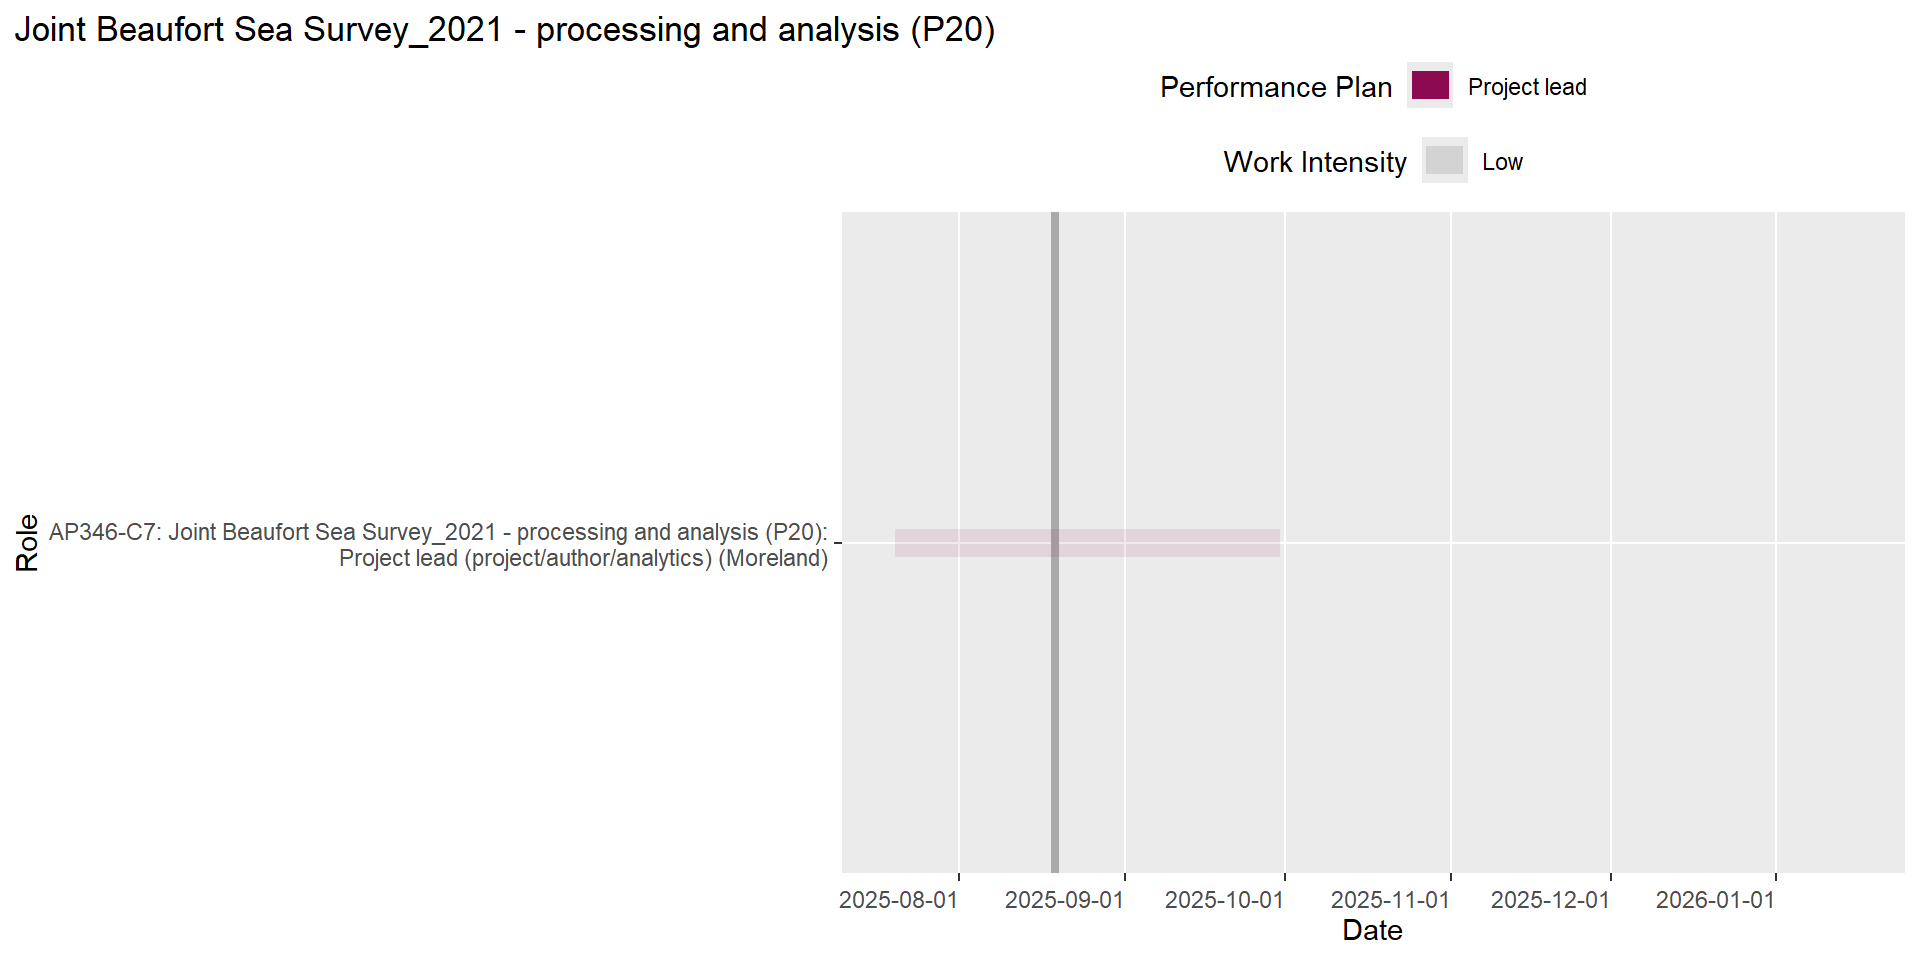 Joint Beaufort Sea Survey_2021 - processing and analysis (P20)
Performance Plan
Project lead
Work Intensity
Low
Role
AP346-C7: Joint Beaufort Sea Survey_2021 - processing and analysis (P20):
Project lead (project/author/analytics) (Moreland)
2025-08-01
2025-09-01
2025-10-01
2025-11-01
2025-12-01
2026-01-01
Date